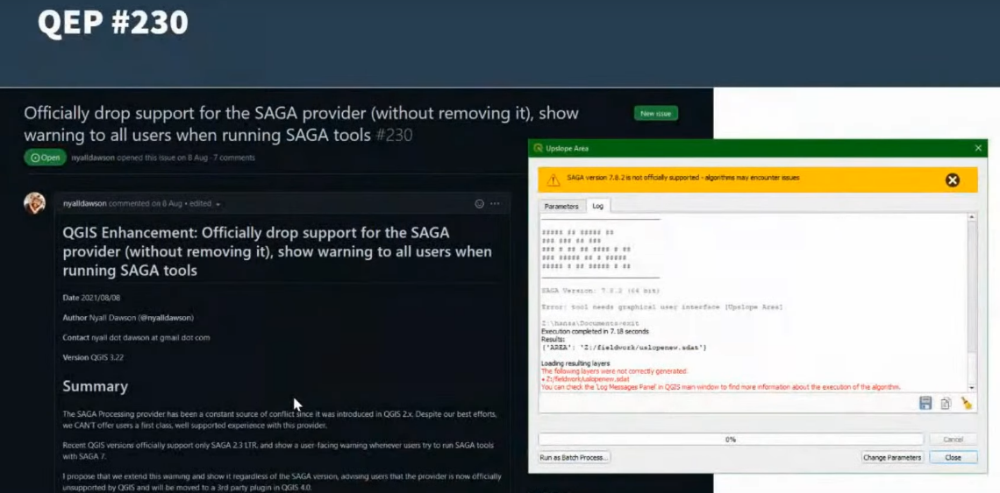 QEP #230
Officially drop support for the SAGA provider (without removing it), show
warning to all users when running SAGA tools #230
New issue
Open nyalldawson opened this issue on 8 Aug · 7 comments
nyalldawson commented on 8 Aug • edited
QGIS Enhancement: Officially drop support for the SAGA
provider (without removing it), show warning to all users when
running SAGA tools
Date 2021/08/08
Author Nyall Dawson (@nyalldawson)
Contact nyall dot dawson at gmail dot com
Version QGIS 3.22
Summary
The SAGA Processing provider has been a constant source of conflict since it was introduced in QGIS 2.x. Despite our best efforts,
we CAN'T offer users a first class, well supported experience with this provider.
Recent QGIS versions officially support only SAGA 2.3 LTR, and show a user-facing warning whenever users try to run SAGA tools
with SAGA 7.
I propose that we extend this warning and show it regardless of the SAGA version, advising users that the provider is now officially
unsupported by QGIS and will be moved to a 3rd party plugin in QGIS 4.0.
Upslope Area
SAGA version 7.8.2 is not officially supported - algorithms may encounter issues
Parameters Log
##### ## ##### ##
### ### ## ###
### # ## ## #### # ##
### ##### ## # #####
##### # ## ##### # ##
SAGA Version: 7.8.2 (64 bit)
Error: tool needs graphical user interface [Upslope Area]
Z:\hansa\Documents>exit
Execution completed in 7.18 seconds
Results:
{'AREA': 'Z:/fieldwork/uslopenew.sdat'}
Loading resulting layers
The following layers were not correctly generated.
• Z:/fieldwork/uslopenew.sdat
You can check the 'Log Messages Panel' in QGIS main window to find more information about the execution of the algorithm.
0%
Cancel
Run as Batch Process...
Change Parameters
Close